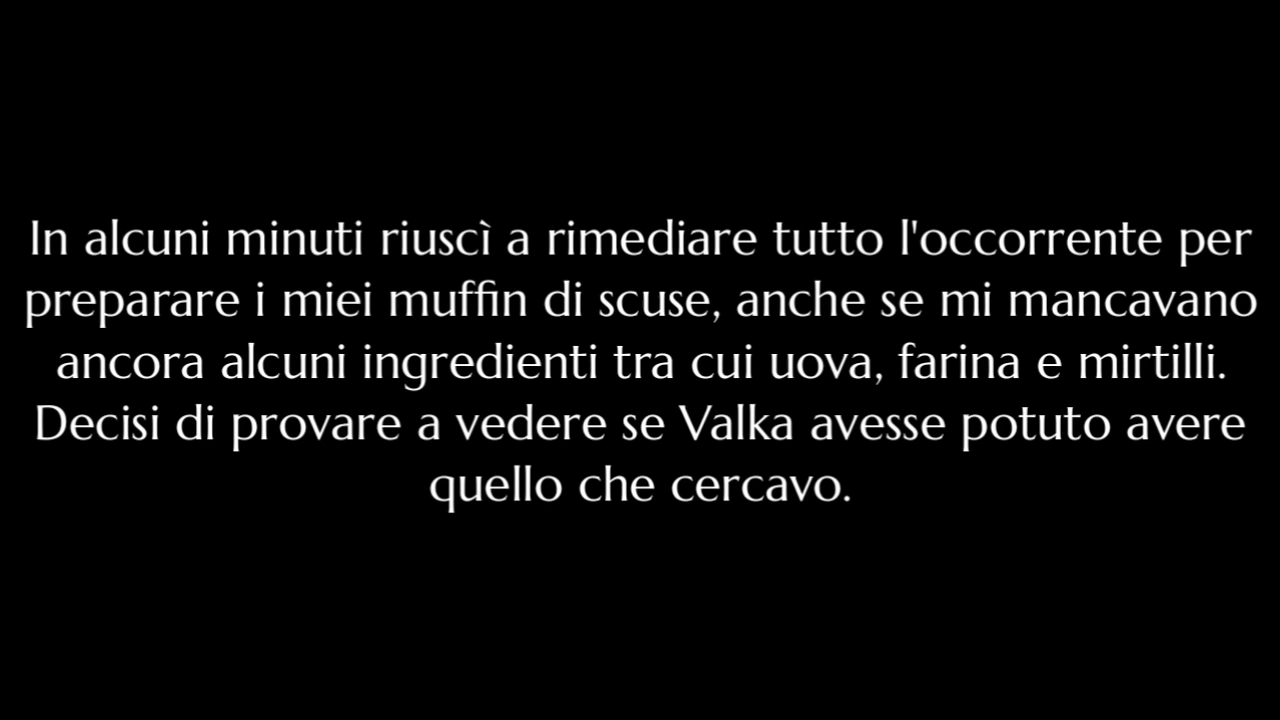 In alcuni minuti riuscì a rimediare tutto l'occorrente per
preparare i miei muffin di scuse, anche se mi mancavano
ancora alcuni ingredienti tra cui uova, farina e mirtilli.
Decisi di provare a vedere se Valka avesse potuto avere
quello che cercavo.